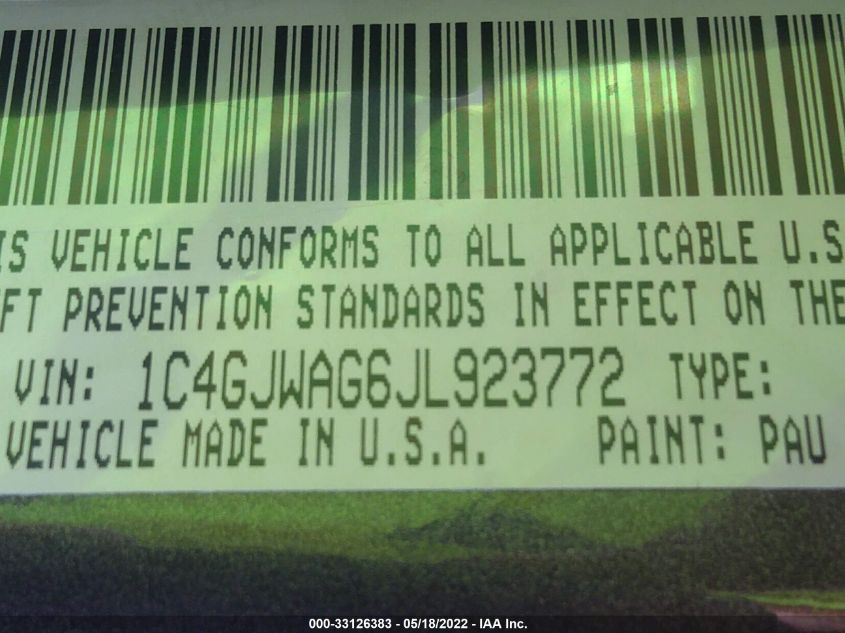 IS VEHICLE CONFORMS TO ALL APPLICABLE U.S
FT PREVENTION STANDARDS IN EFFECT ON THE
VIN: 1C4GJWAG6JL923772 TYPE:
VEHICLE MADE IN U.S.A. PAINT: PAU
000-33126383 - 05/18/2022 - IAA Inc.